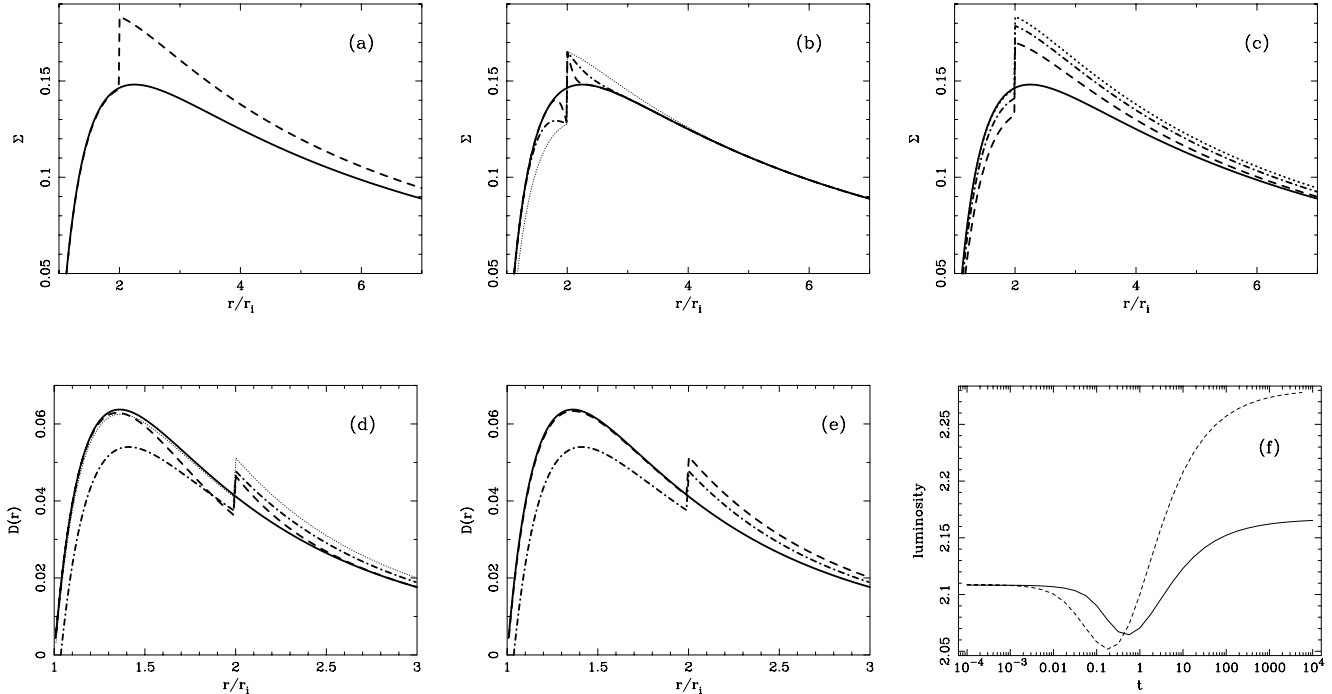 (a)
Σ
0.05
0.1
0.15
2
4
6
r/r_i
(b)
Σ
0.05
0.1
0.15
2
4
6
r/r_i
(c)
Σ
0.05
0.1
0.15
2
4
6
r/r_i
(d)
D(r)
0
0.02
0.04
0.06
1
1.5
2
2.5
3
r/r_i
(e)
D(r)
0
0.02
0.04
0.06
1
1.5
2
2.5
3
r/r_i
(f)
luminosity
2.05
2.1
2.15
2.2
2.25
10⁻⁴
10⁻³
0.01
0.1
1
10
100
1000
10⁴
t